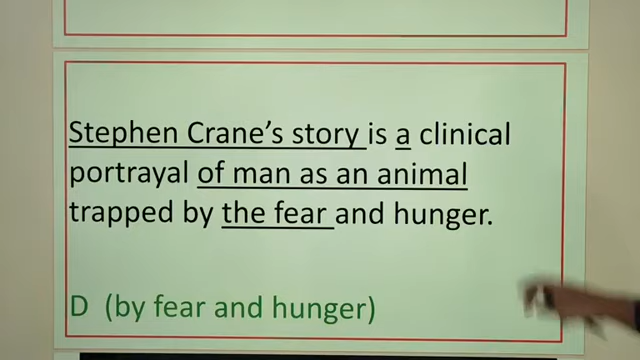 Stephen Crane's story is a clinical
portrayal of man as an animal
trapped by the fear and hunger.
D (by fear and hunger)